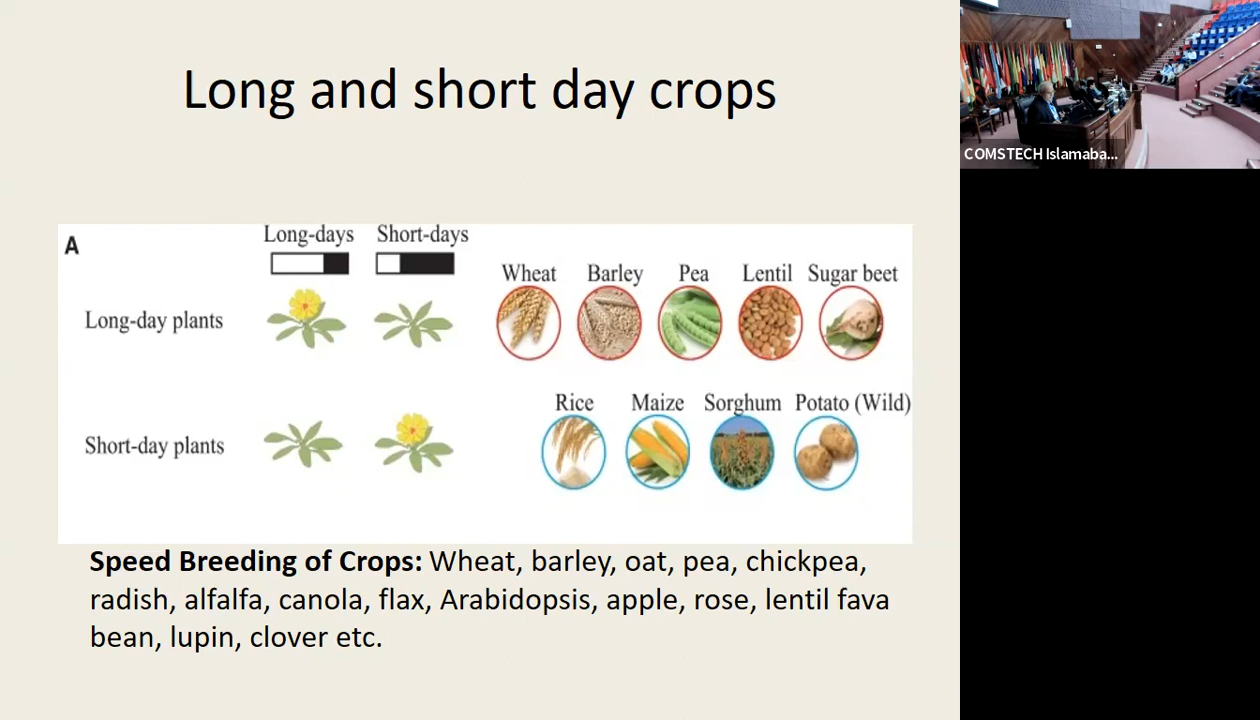 Long and short day crops
A
Long-days Short-days
Wheat Barley Pea Lentil Sugar beet
Long-day plants
Rice Maize Sorghum Potato (Wild)
Short-day plants
Speed Breeding of Crops: Wheat, barley, oat, pea, chickpea,
radish, alfalfa, canola, flax, Arabidopsis, apple, rose, lentil fava
bean, lupin, clover etc.
COMSTECH Islamaba...